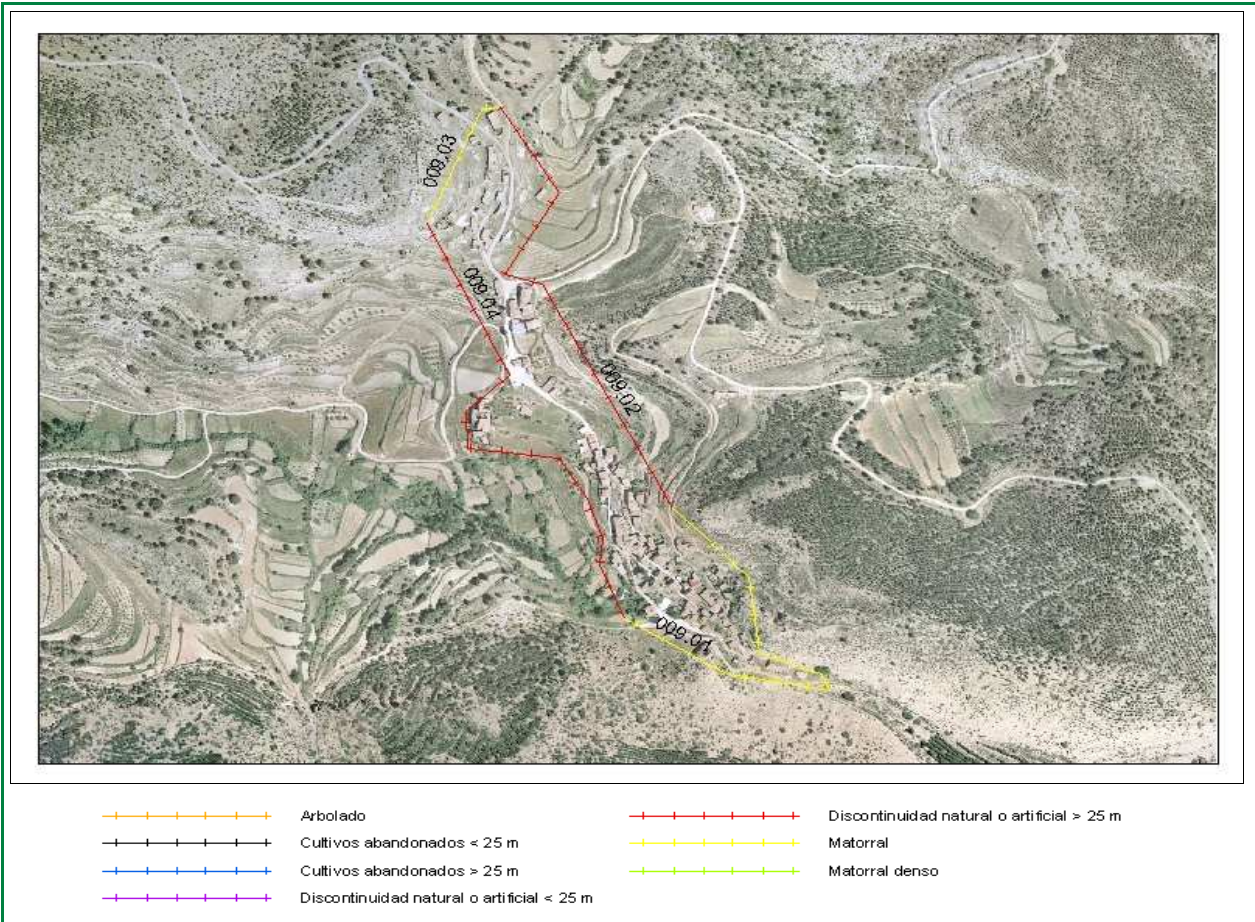 009.03
009.04
009.02
009.01
Arbolado
Cultivos abandonados < 25 m
Cultivos abandonados > 25 m
Discontinuidad natural o artificial < 25 m
Discontinuidad natural o artificial > 25 m
Matorral
Matorral denso